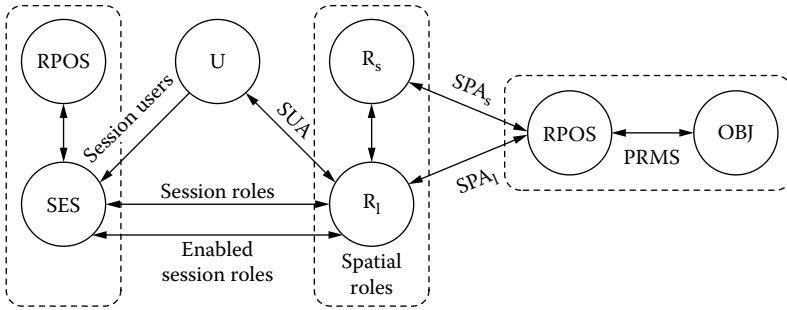 RPOS
U
R_s
SPA_s
RPOS
OBJ
PRMS
Session users
SUA
SES
Session roles
R_l
SPA_l
Enabled
session roles
Spatial
roles